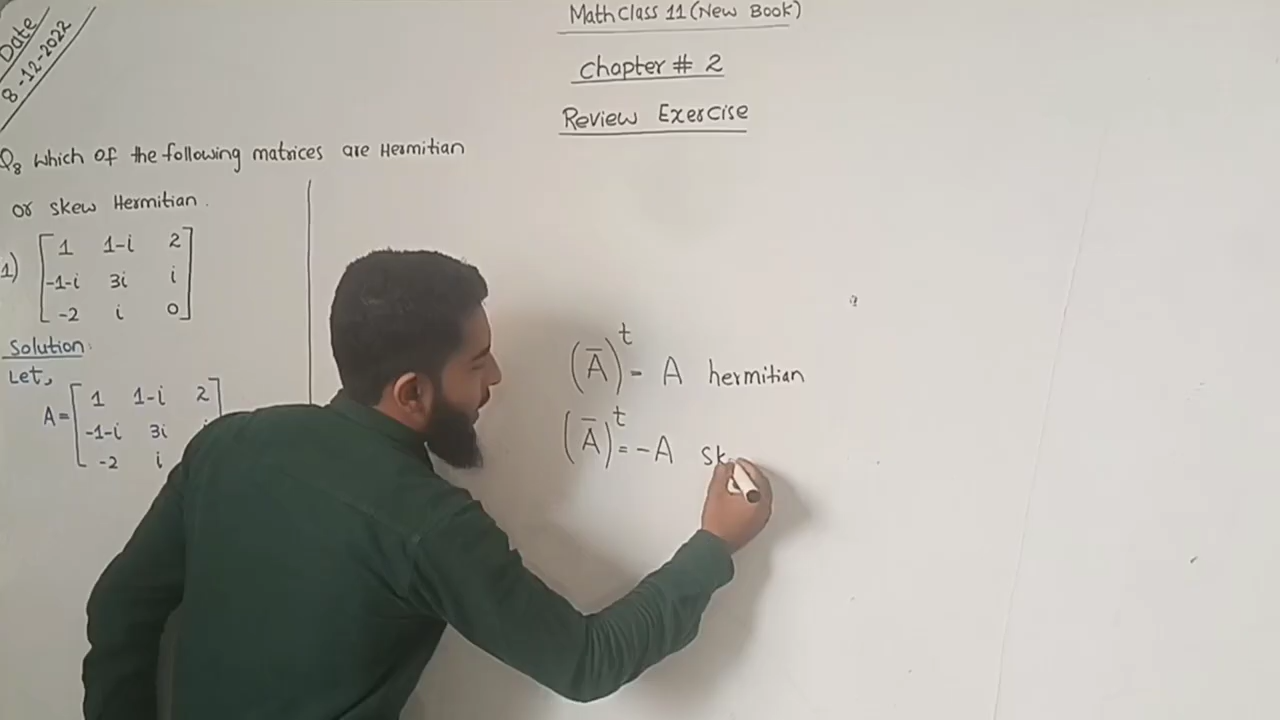 Date
8-12-2022
Math Class 11 (New Book)
Chapter # 2
Review Exercise
Q8 which of the following matrices are Hermitian
or skew Hermitian.
1) [1 1-i 2
-1-i 3i i
-2 i 0]
Solution:
Let,
A = [1 1-i 2
-1-i 3i
-2 i
(Ā)^t = A hermitian
(Ā)^t = -A sk